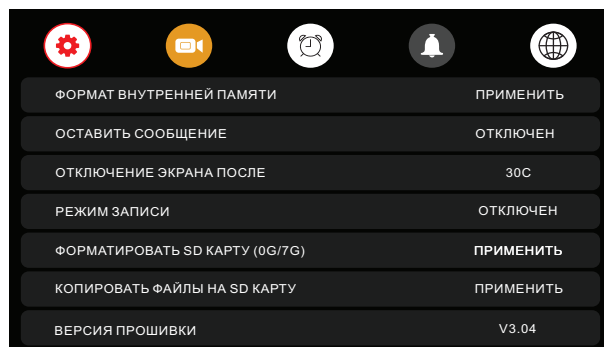 ФОРМАТ ВНУТРЕННЕЙ ПАМЯТИ ПРИМЕНИТЬ
ОСТАВИТЬ СООБЩЕНИЕ ОТКЛЮЧЕН
ОТКЛЮЧЕНИЕ ЭКРАНА ПОСЛЕ 30С
РЕЖИМ ЗАПИСИ ОТКЛЮЧЕН
ФОРМАТИРОВАТЬ SD КАРТУ (0G/7G) ПРИМЕНИТЬ
КОПИРОВАТЬ ФАЙЛЫ НА SD КАРТУ ПРИМЕНИТЬ
ВЕРСИЯ ПРОШИВКИ V3.04